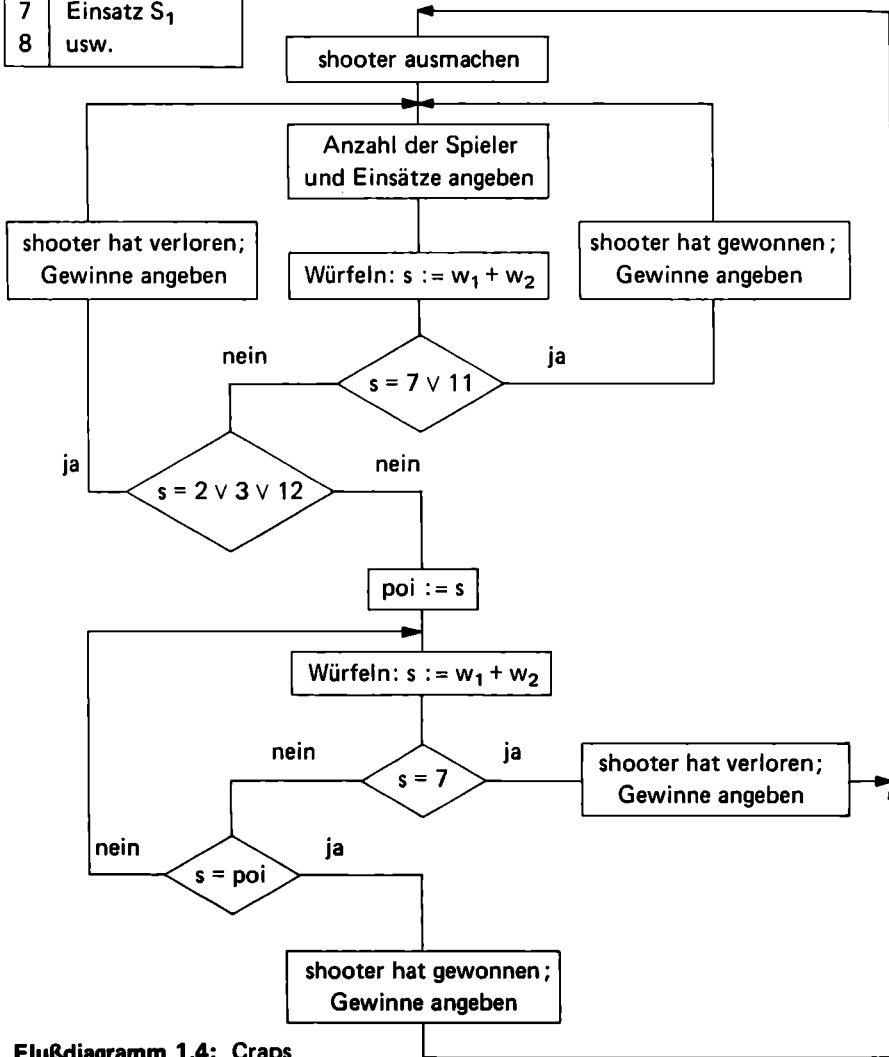 7 Einsatz S₁
8 usw.
shooter ausmachen
Anzahl der Spieler
und Einsätze angeben
shooter hat verloren;
Gewinne angeben
Würfeln: s := w₁ + w₂
shooter hat gewonnen;
Gewinne angeben
nein
ja
s = 7 ∨ 11
ja
nein
s = 2 ∨ 3 ∨ 12
poi := s
Würfeln: s := w₁ + w₂
nein
ja
s = 7
shooter hat verloren;
Gewinne angeben
nein
ja
s = poi
shooter hat gewonnen;
Gewinne angeben
Flußdiagramm 1.4: Craps